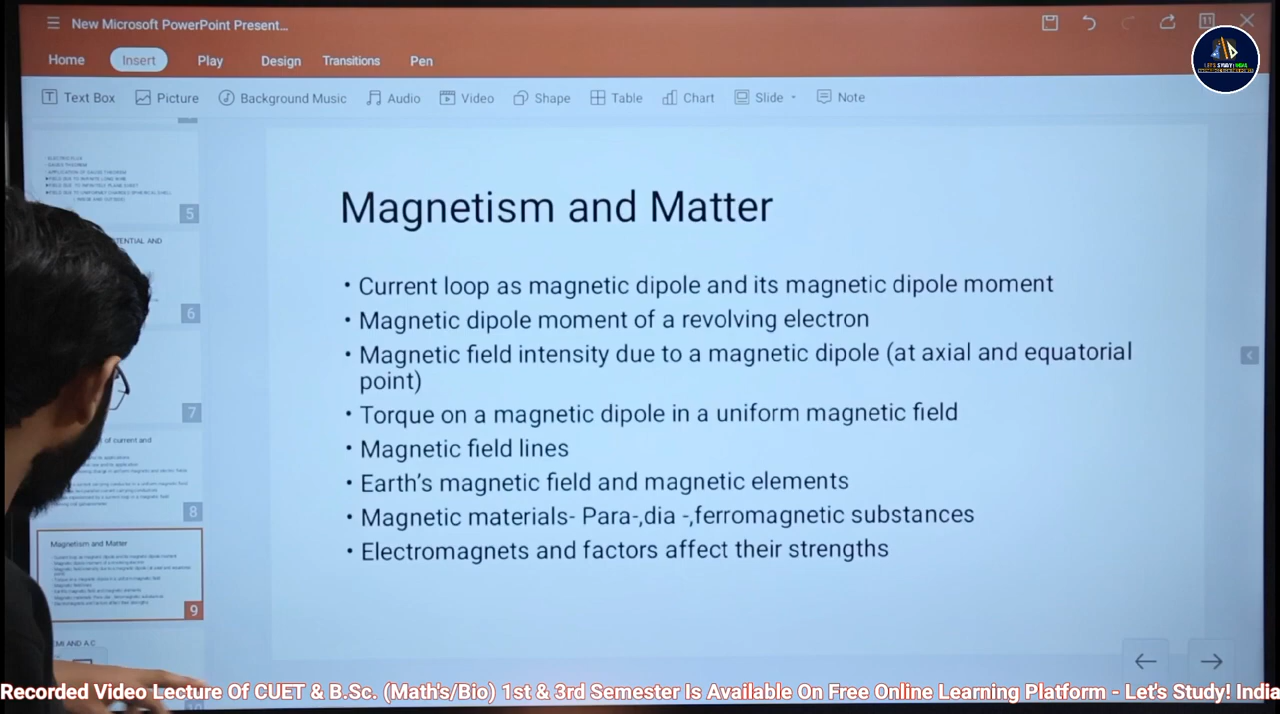 New Microsoft PowerPoint Present...
Home Insert Play Design Transitions Pen
Text Box Picture Background Music Audio Video Shape Table Chart Slide Note
5
6
7
8
Magnetism and Matter
9
Magnetism and Matter
• Current loop as magnetic dipole and its magnetic dipole moment
• Magnetic dipole moment of a revolving electron
• Magnetic field intensity due to a magnetic dipole (at axial and equatorial
point)
• Torque on a magnetic dipole in a uniform magnetic field
• Magnetic field lines
• Earth's magnetic field and magnetic elements
• Magnetic materials- Para-,dia -,ferromagnetic substances
• Electromagnets and factors affect their strengths
Recorded Video Lecture Of CUET & B.Sc. (Math's/Bio) 1st & 3rd Semester Is Available On Free Online Learning Platform - Let's Study! India